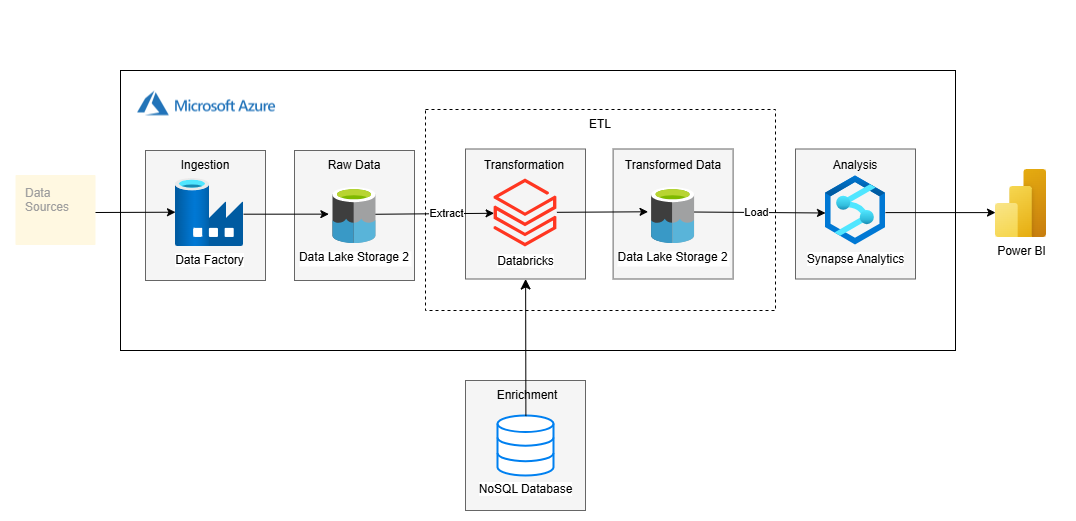 Microsoft Azure
ETL
Ingestion
Raw Data
Transformation
Transformed Data
Analysis
Data
Sources
Extract
Load
Data Factory
Data Lake Storage 2
Databricks
Data Lake Storage 2
Synapse Analytics
Power BI
Enrichment
NoSQL Database